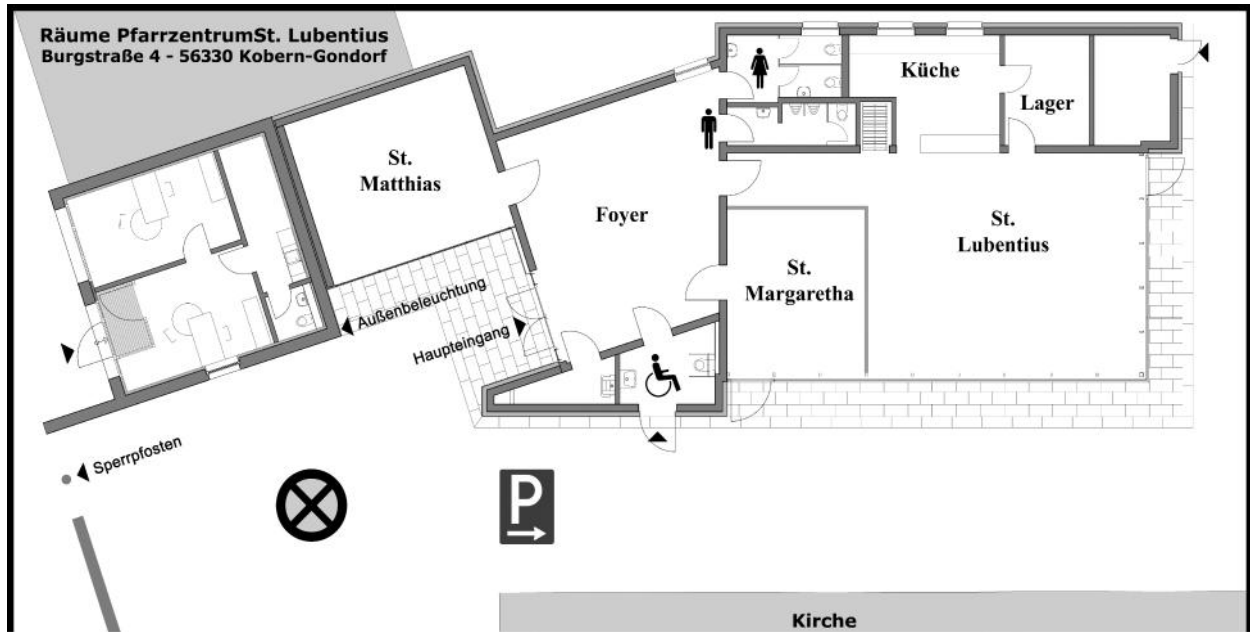 Räume PfarrzentrumSt. Lubentius
Burgstraße 4 - 56330 Kobern-Gondorf
Küche
Lager
St.
Matthias
Foyer
St.
Lubentius
St.
Margaretha
Außenbeleuchtung
Haupteingang
Sperrpfosten
P
Kirche